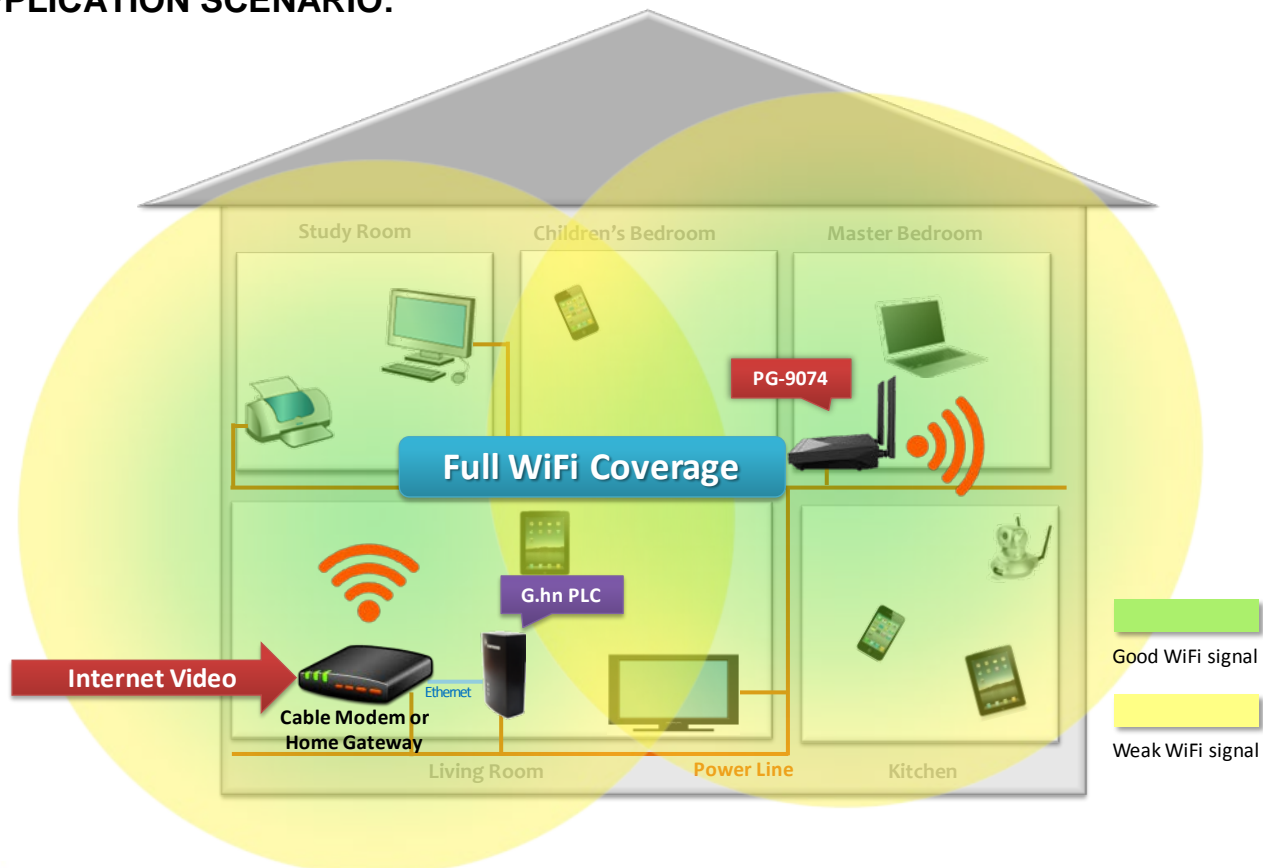 PPLICATION SCENARIO:
Study Room
Children's Bedroom
Master Bedroom
PG-9074
Full WiFi Coverage
G.hn PLC
Internet Video
Ethernet
Cable Modem or
Home Gateway
Good WiFi signal
Weak WiFi signal
Living Room
Power Line
Kitchen